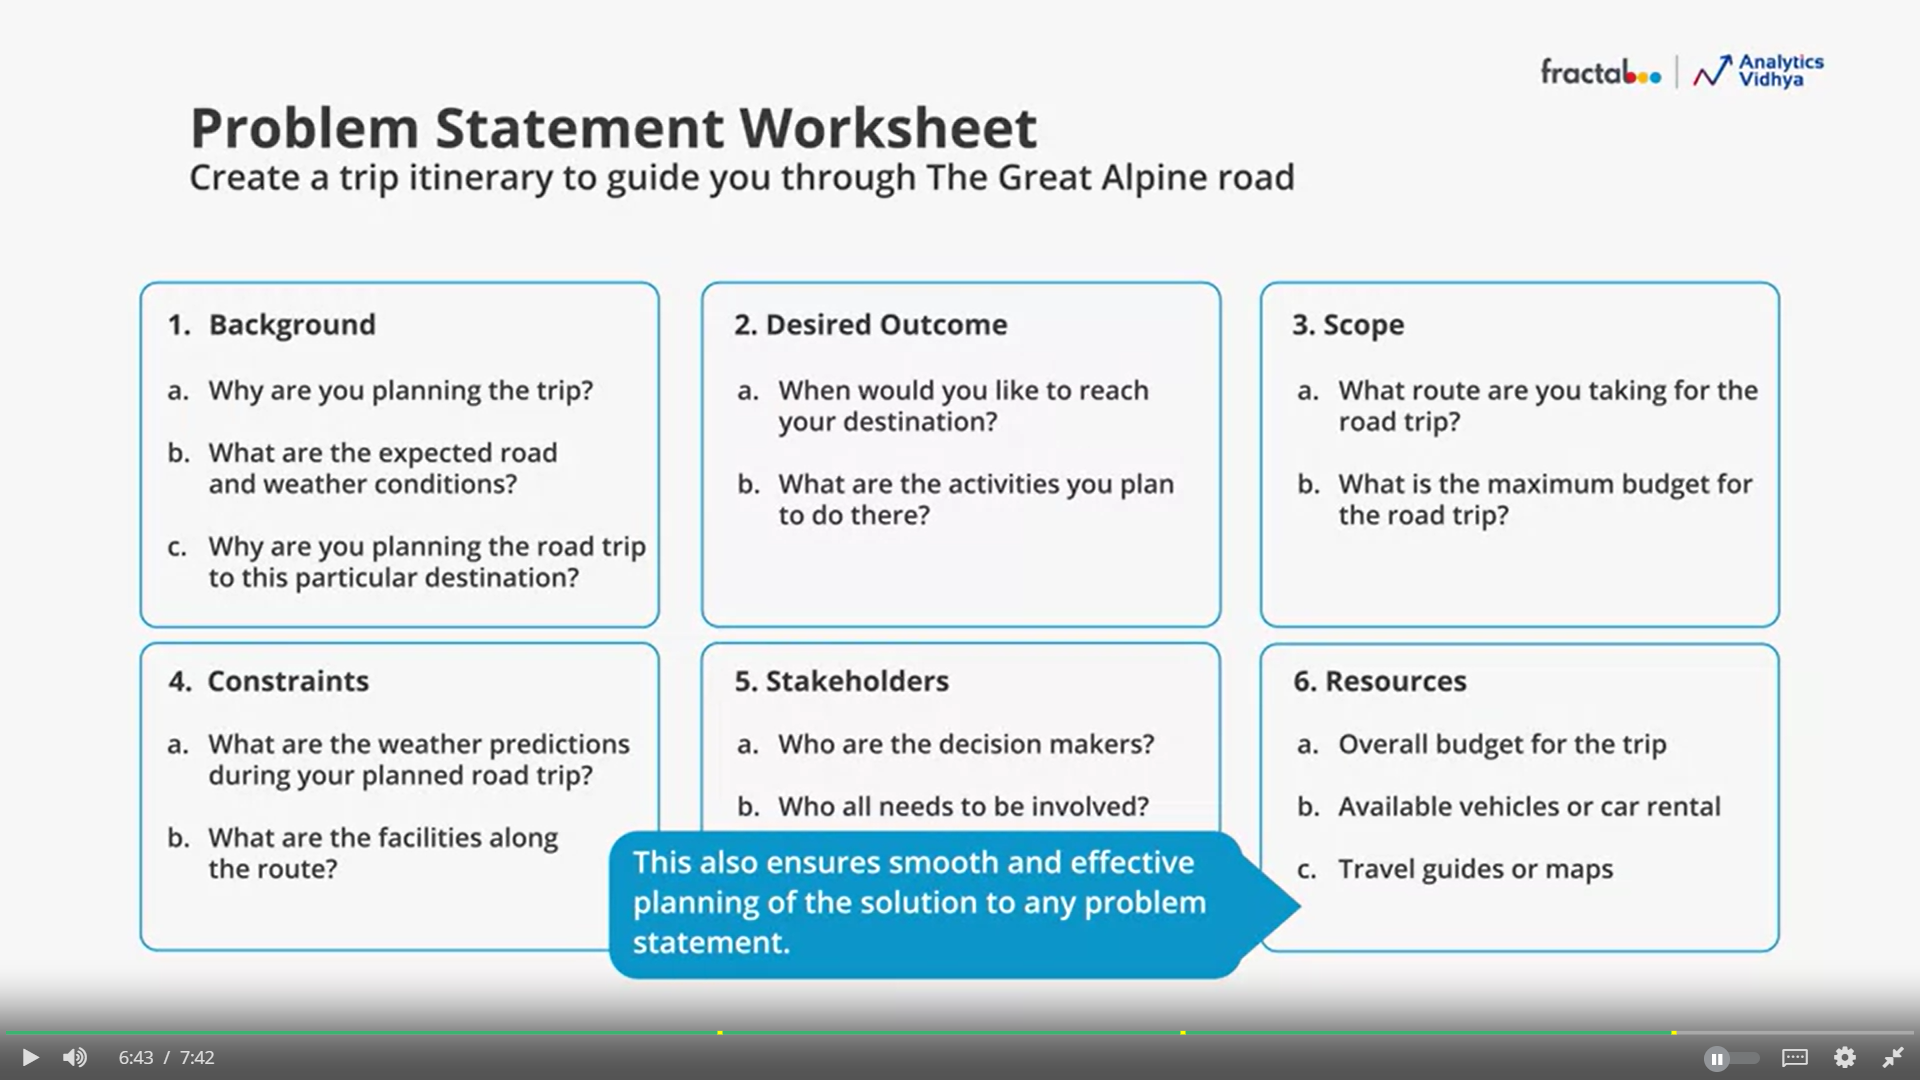 fractal
Analytics
Vidhya
Problem Statement Worksheet
Create a trip itinerary to guide you through The Great Alpine road
1. Background
a. Why are you planning the trip?
b. What are the expected road
and weather conditions?
c. Why are you planning the road trip
to this particular destination?
2. Desired Outcome
a. When would you like to reach
your destination?
b. What are the activities you plan
to do there?
3. Scope
a. What route are you taking for the
road trip?
b. What is the maximum budget for
the road trip?
4. Constraints
a. What are the weather predictions
during your planned road trip?
b. What are the facilities along
the route?
5. Stakeholders
a. Who are the decision makers?
b. Who all needs to be involved?
This also ensures smooth and effective
planning of the solution to any problem
statement.
6. Resources
a. Overall budget for the trip
b. Available vehicles or car rental
c. Travel guides or maps
6:43 / 7:42